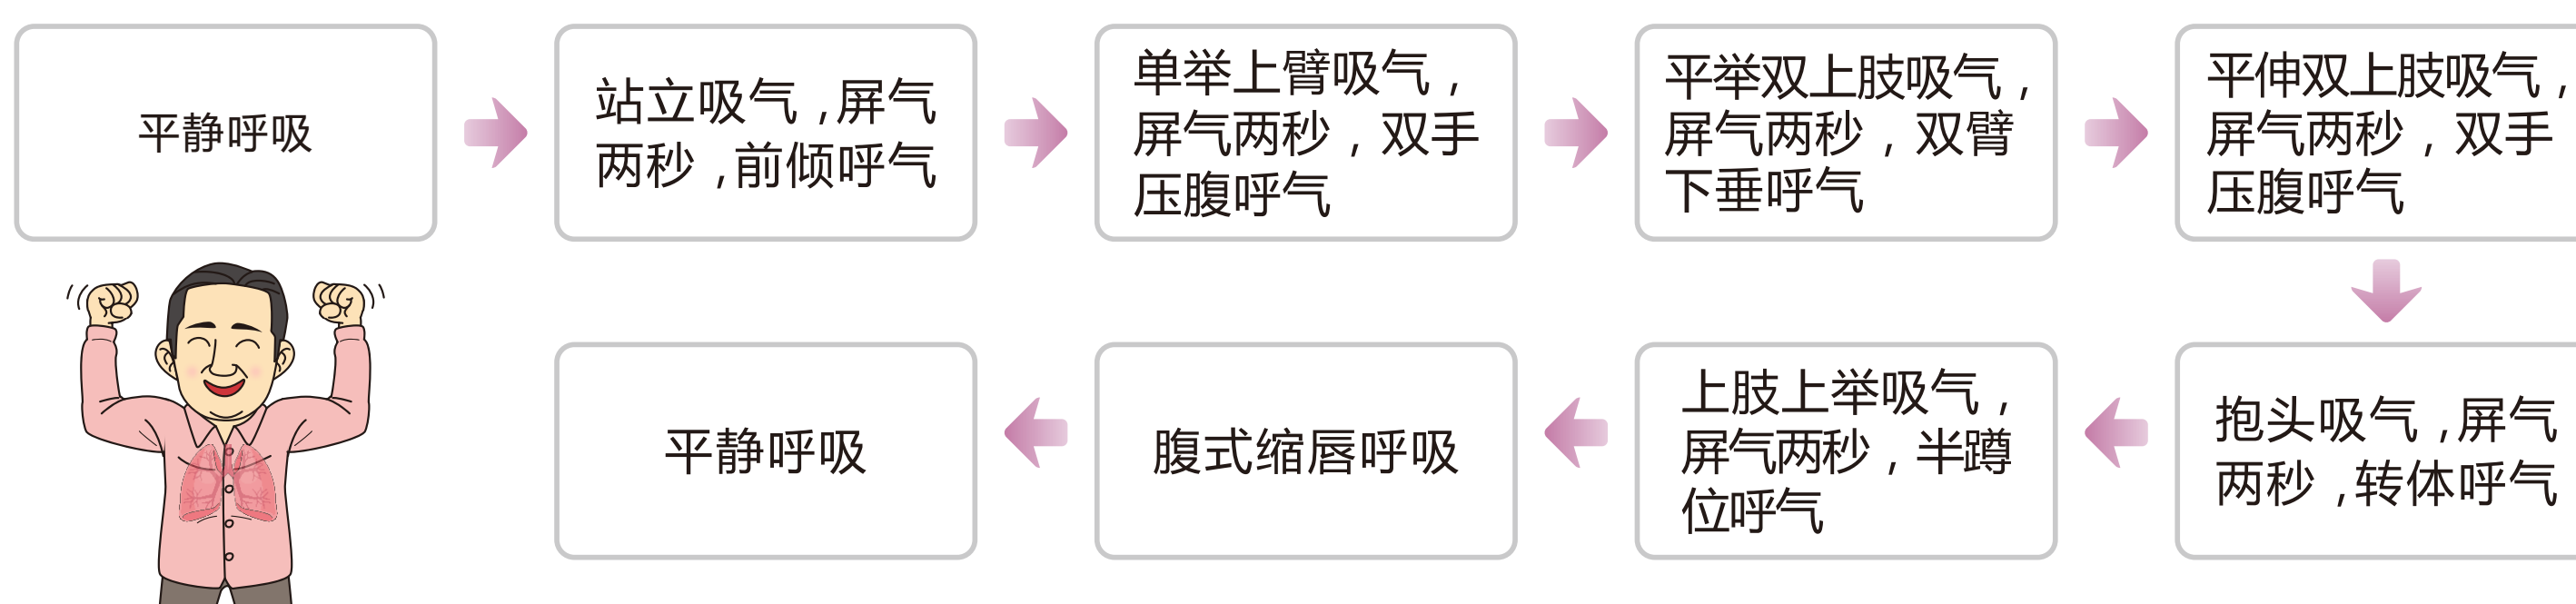 平静呼吸
站立吸气,屏气
两秒,前倾呼气
单举上臂吸气,
屏气两秒,双手
压腹呼气
平举双上肢吸气,
屏气两秒,双臂
下垂呼气
平伸双上肢吸气,
屏气两秒,双手
压腹呼气
抱头吸气,屏气
两秒,转体呼气
上肢上举吸气,
屏气两秒,半蹲
位呼气
腹式缩唇呼吸
平静呼吸